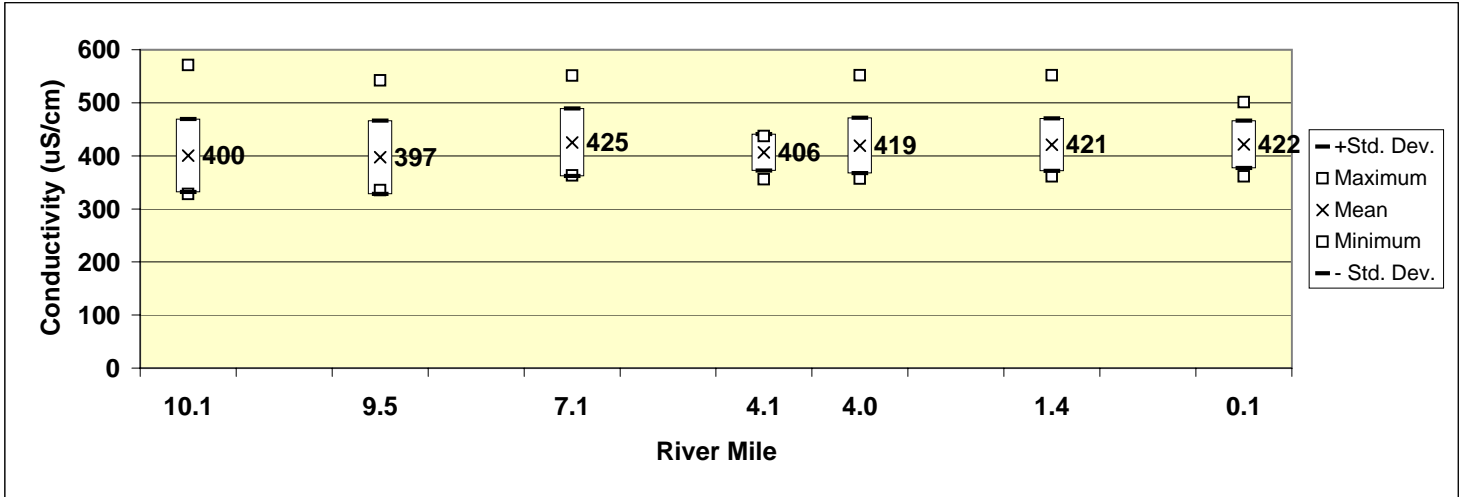 Conductivity (uS/cm)
600
500
400
300
200
100
0
400
397
425
406
419
421
422
10.1 9.5 7.1 4.1 4.0 1.4 0.1
River Mile
+Std. Dev.
Maximum
Mean
Minimum
- Std. Dev.